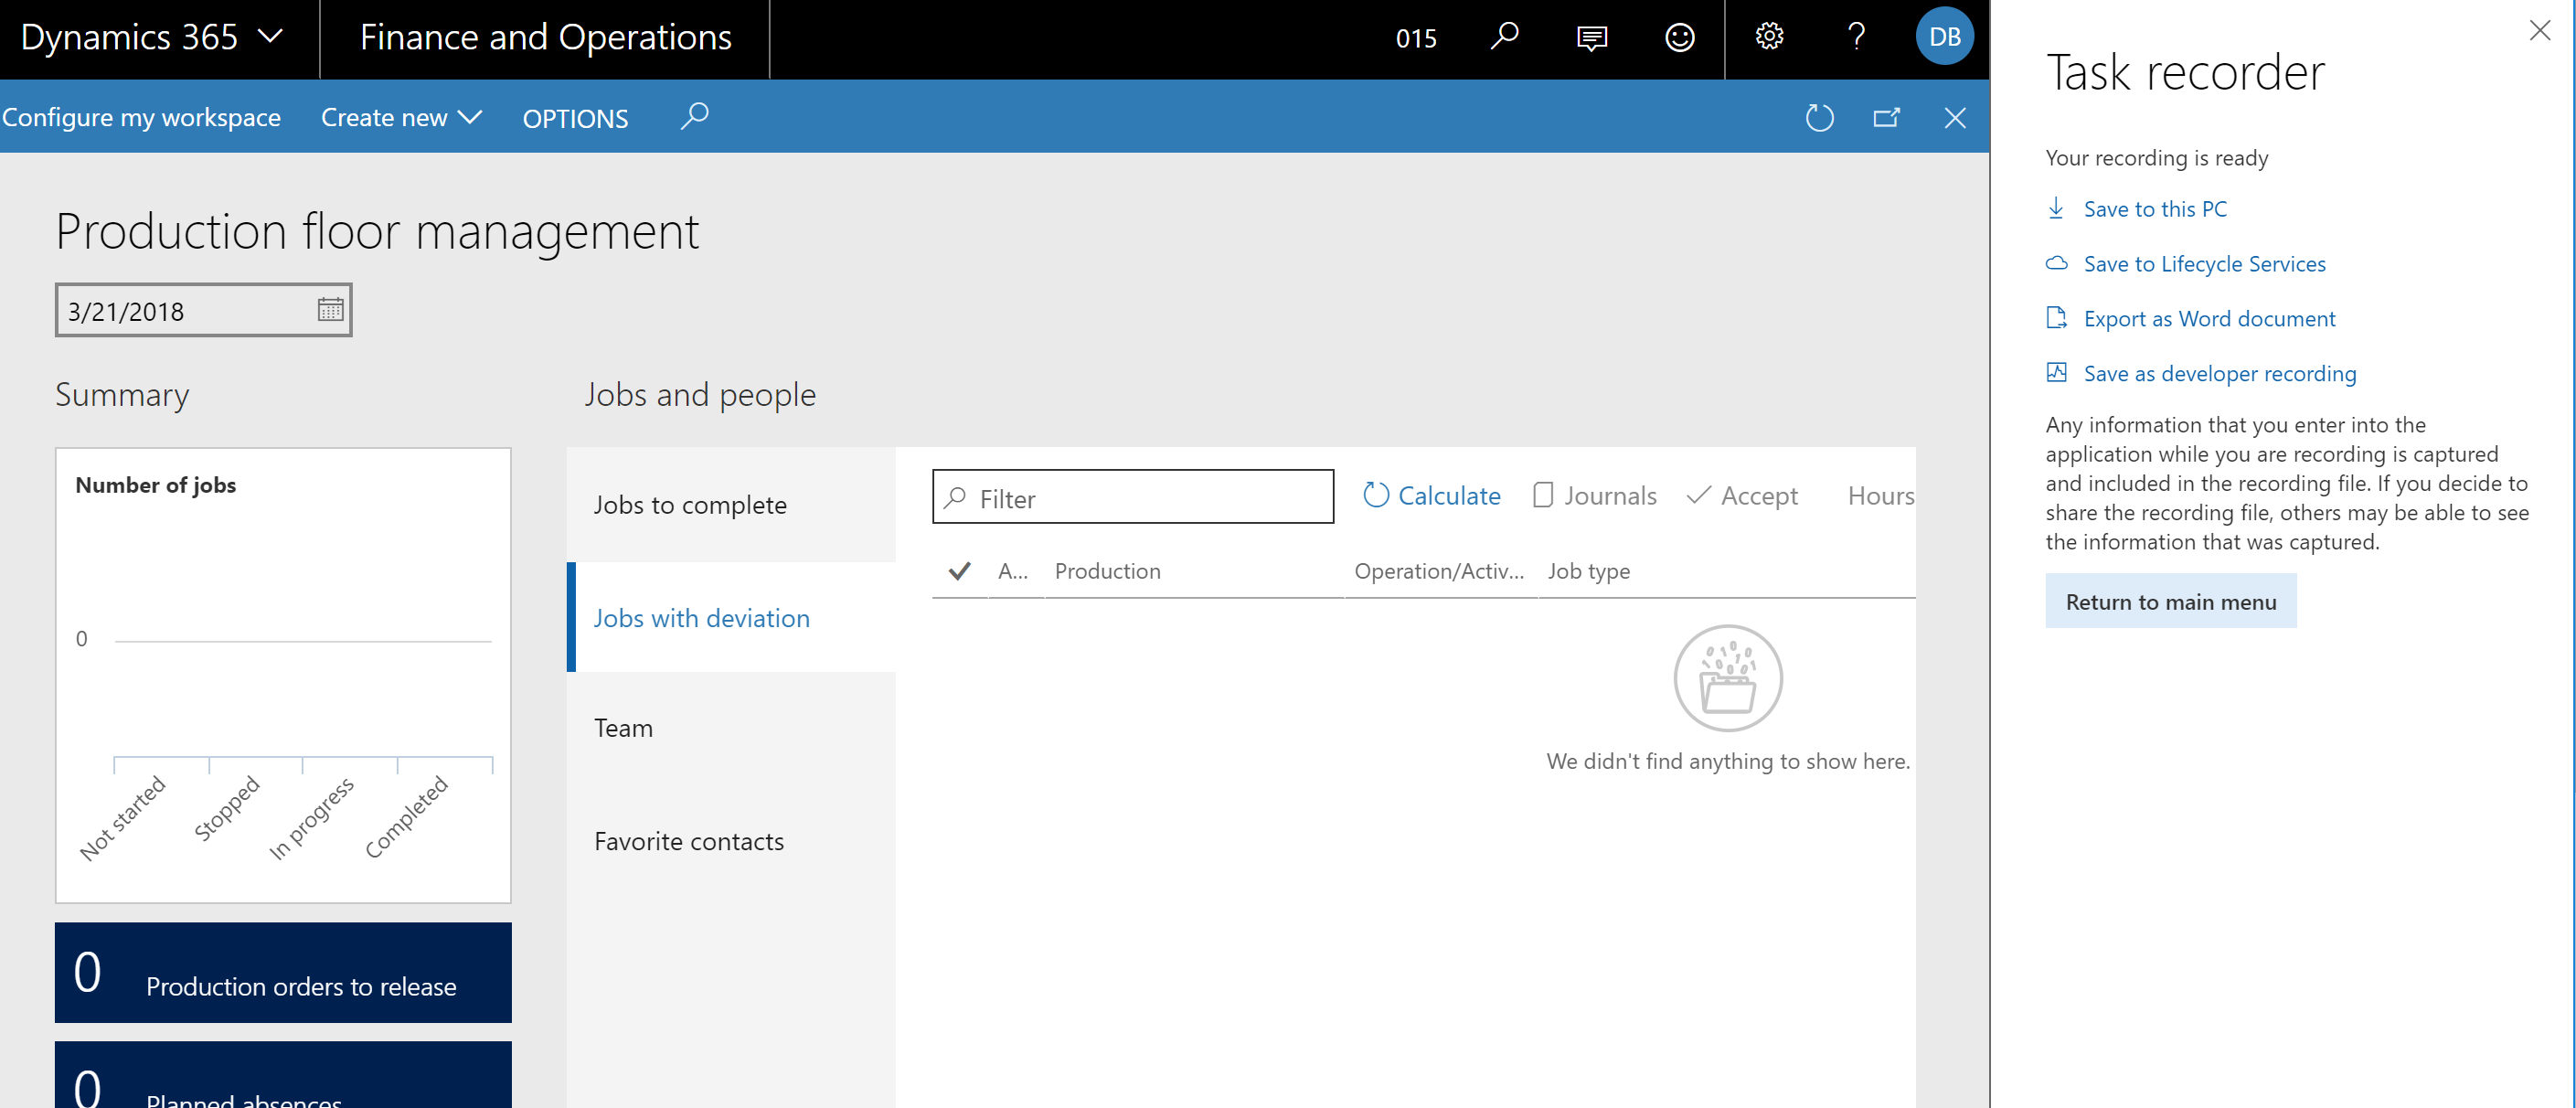 Dynamics 365
Finance and Operations
015
?
DB
Configure my workspace
Create new
OPTIONS
Production floor management
3/21/2018
Summary
Number of jobs
0
Not started
Stopped
In progress
Completed
0
Production orders to release
0
Planned absences
Jobs and people
Jobs to complete
Jobs with deviation
Team
Favorite contacts
Filter
Calculate
Journals
Accept
Hours
A...
Production
Operation/Activ...
Job type
We didn't find anything to show here.
Task recorder
Your recording is ready
Save to this PC
Save to Lifecycle Services
Export as Word document
Save as developer recording
Any information that you enter into the
application while you are recording is captured
and included in the recording file. If you decide to
share the recording file, others may be able to see
the information that was captured.
Return to main menu